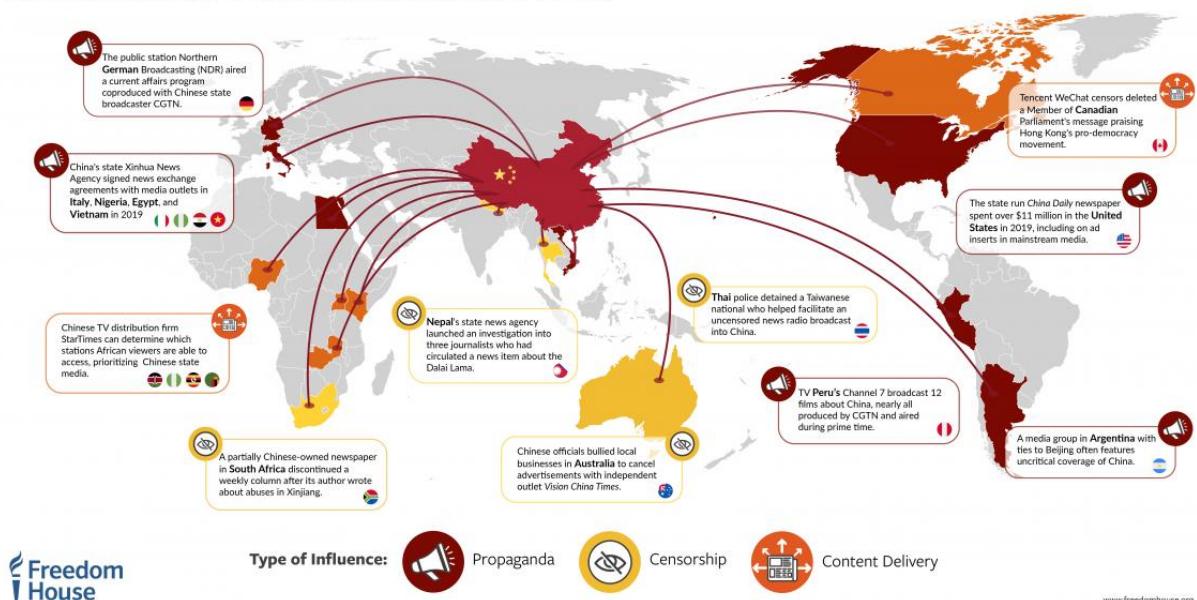 The public station Northern
German Broadcasting (NDR) aired
a current affairs program
coproduced with Chinese state
broadcaster CGTN.
China's state Xinhua News
Agency signed news exchange
agreements with media outlets in
Italy, Nigeria, Egypt, and
Vietnam in 2019
Chinese TV distribution firm
StarTimes can determine which
stations African viewers are able to
access, prioritizing Chinese state
media.
A partially Chinese-owned newspaper
in South Africa discontinued a
weekly column after its author wrote
about abuses in Xinjiang.
Nepal's state news agency
launched an investigation into
three journalists who had
circulated a news item about the
Dalai Lama.
Chinese officials bullied local
businesses in Australia to cancel
advertisements with independent
outlet Vision China Times.
Thai police detained a Taiwanese
national who helped facilitate an
uncensored news radio broadcast
into China.
Tencent WeChat censors deleted
a Member of Canadian
Parliament's message praising
Hong Kong's pro-democracy
movement.
The state run China Daily newspaper
spent over $11 million in the United
States in 2019, including on ad
inserts in mainstream media.
TV Peru's Channel 7 broadcast 12
films about China, nearly all
produced by CGTN and aired
during prime time.
A media group in Argentina with
ties to Beijing often features
uncritical coverage of China.
Freedom
House
Type of Influence:
Propaganda
Censorship
Content Delivery
www.freedomhouse.org